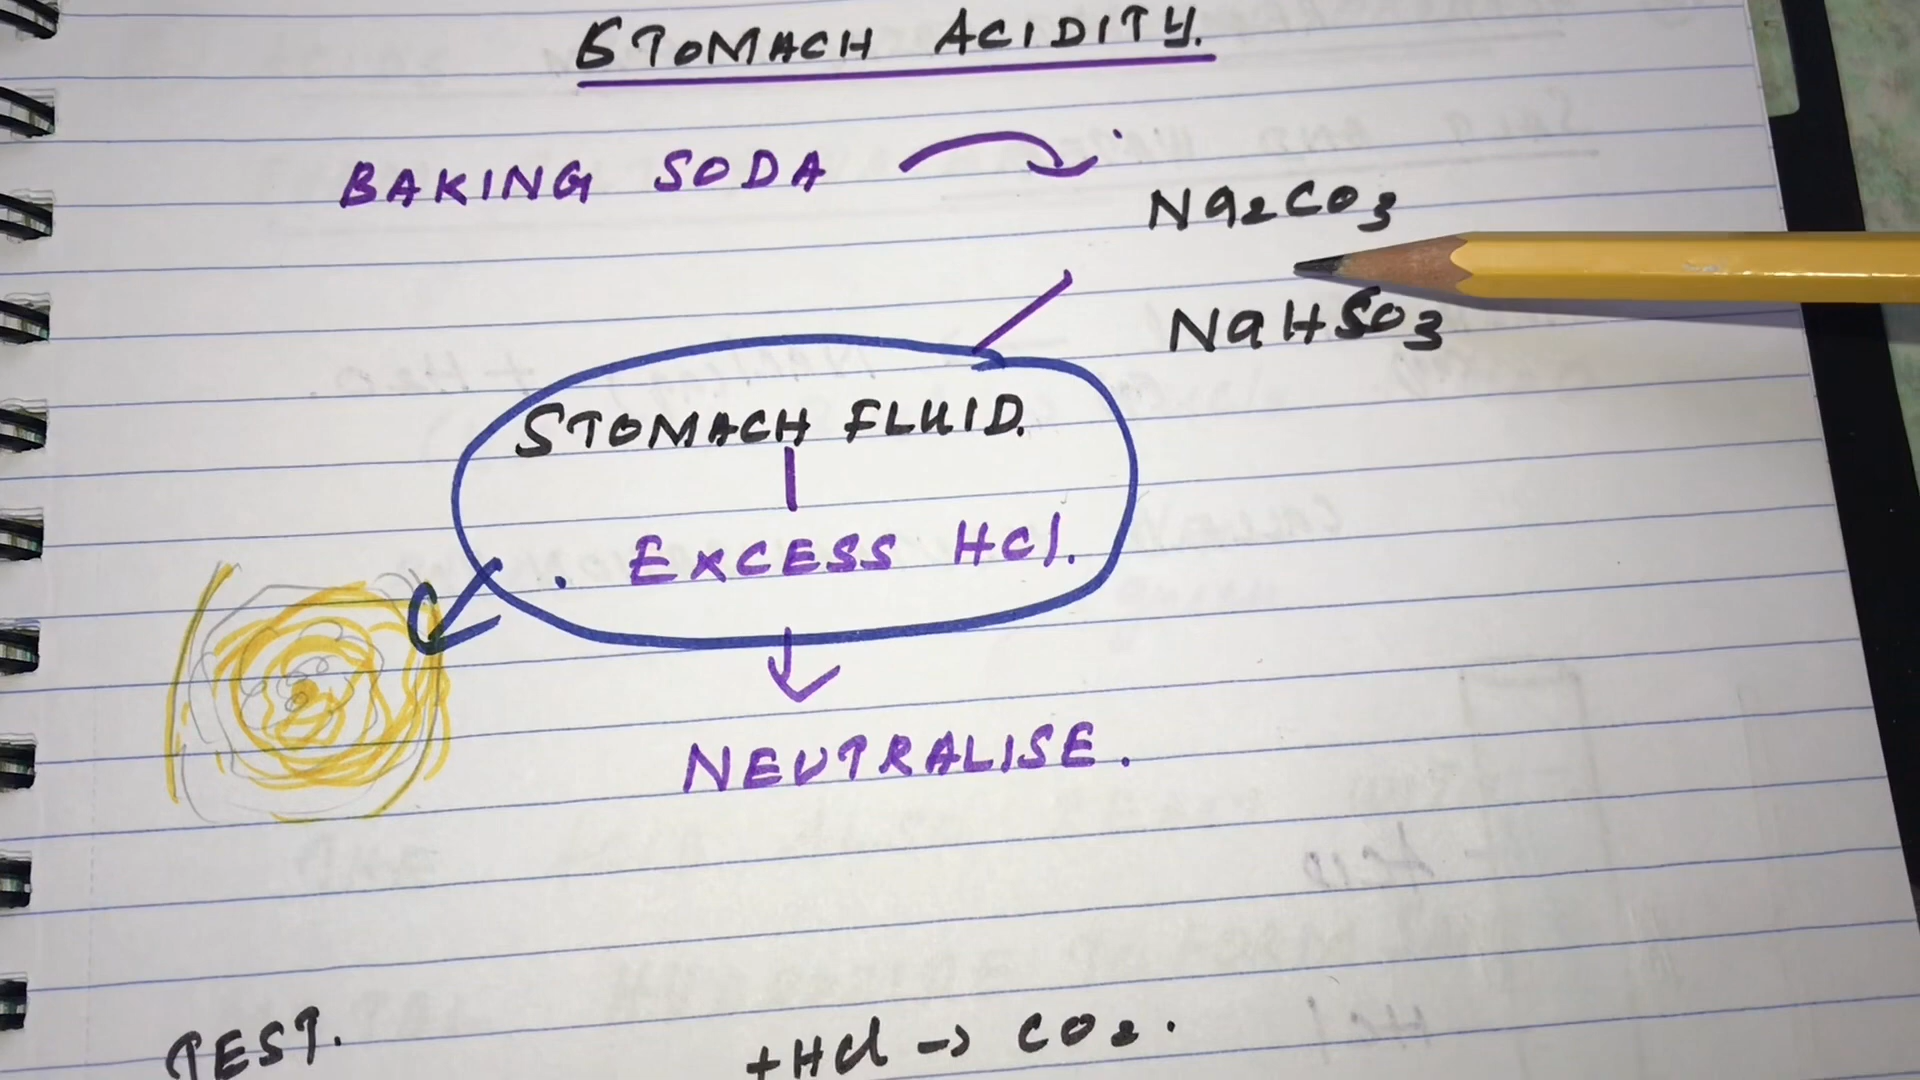 STOMACH ACIDITY.
BAKING SODA
Na2CO3
NaHSO3
STOMACH FLUID.
EXCESS HCl.
NEUTRALISE.
TEST.
+HCl → CO2.